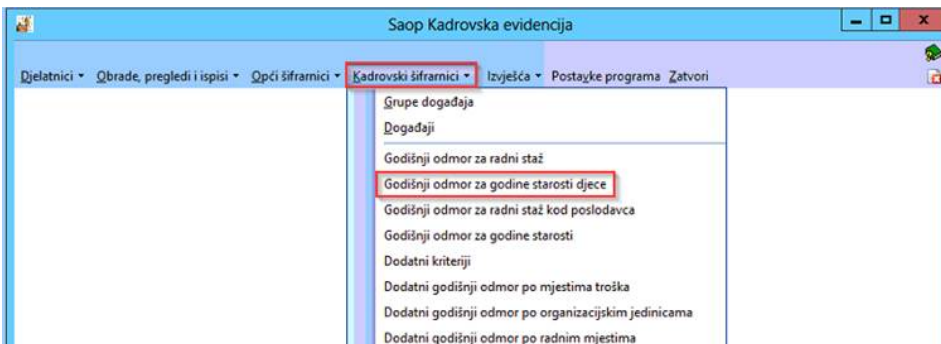 Saop Kadrovska evidencija
Djelatnici Obrade, pregledi i ispisi Opći šifrarnici Kadrovski šifrarnici Izvješća Postavke programa Zatvori
Grupe događaja
Događaji
Godišnji odmor za radni staž
Godišnji odmor za godine starosti djece
Godišnji odmor za radni staž kod poslodavca
Godišnji odmor za godine starosti
Dodatni kriteriji
Dodatni godišnji odmor po mjestima troška
Dodatni godišnji odmor po organizacijskim jedinicama
Dodatni godišnji odmor po radnim mjestima